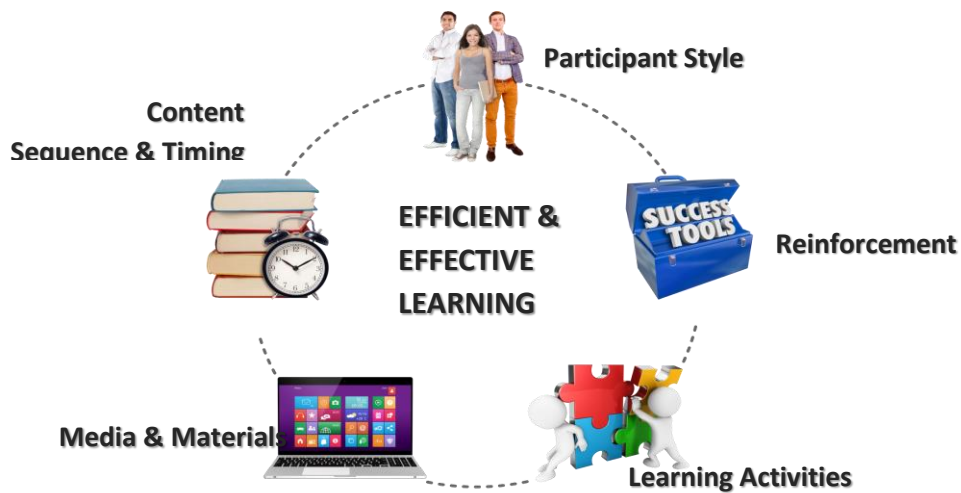 Participant Style
Content
Sequence & Timing
EFFICIENT &
EFFECTIVE
LEARNING
SUCCESS
TOOLS
Reinforcement
Media & Materials
Learning Activities